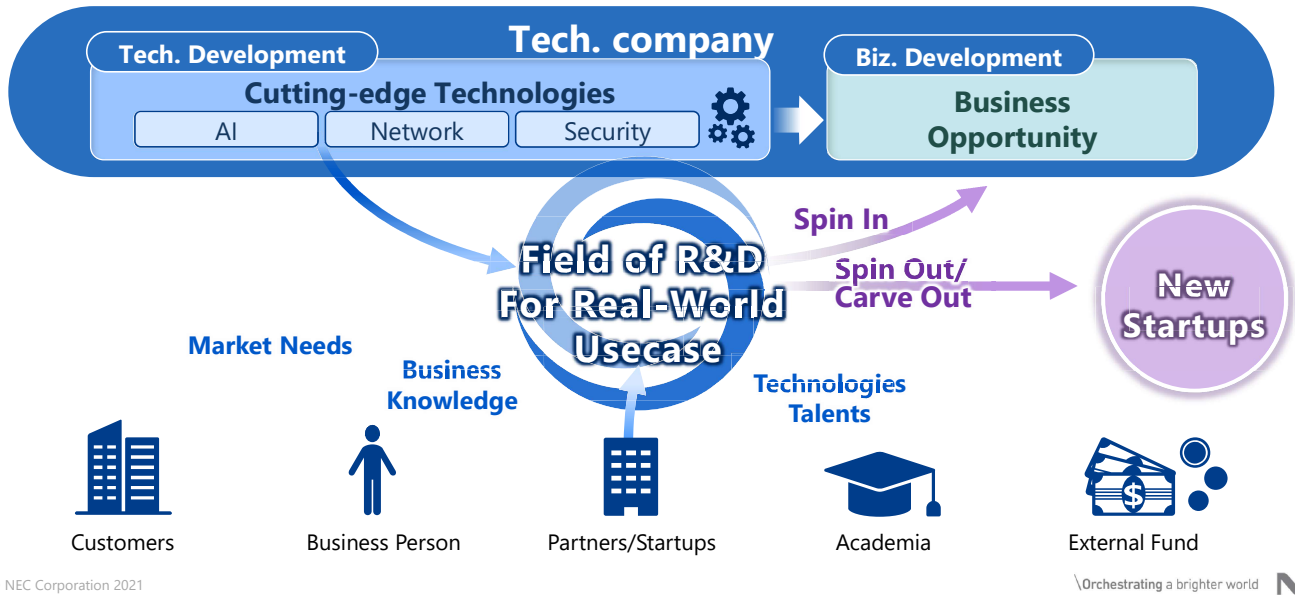 Tech. company
Tech. Development
Cutting-edge Technologies
AI
Network
Security
Biz. Development
Business
Opportunity
Spin In
Spin Out/
Carve Out
New
Startups
Field of R&D
For Real-World
Usecase
Market Needs
Business
Knowledge
Technologies
Talents
$
Customers
Business Person
Partners/Startups
Academia
External Fund
NEC Corporation 2021
\Orchestrating a brighter world